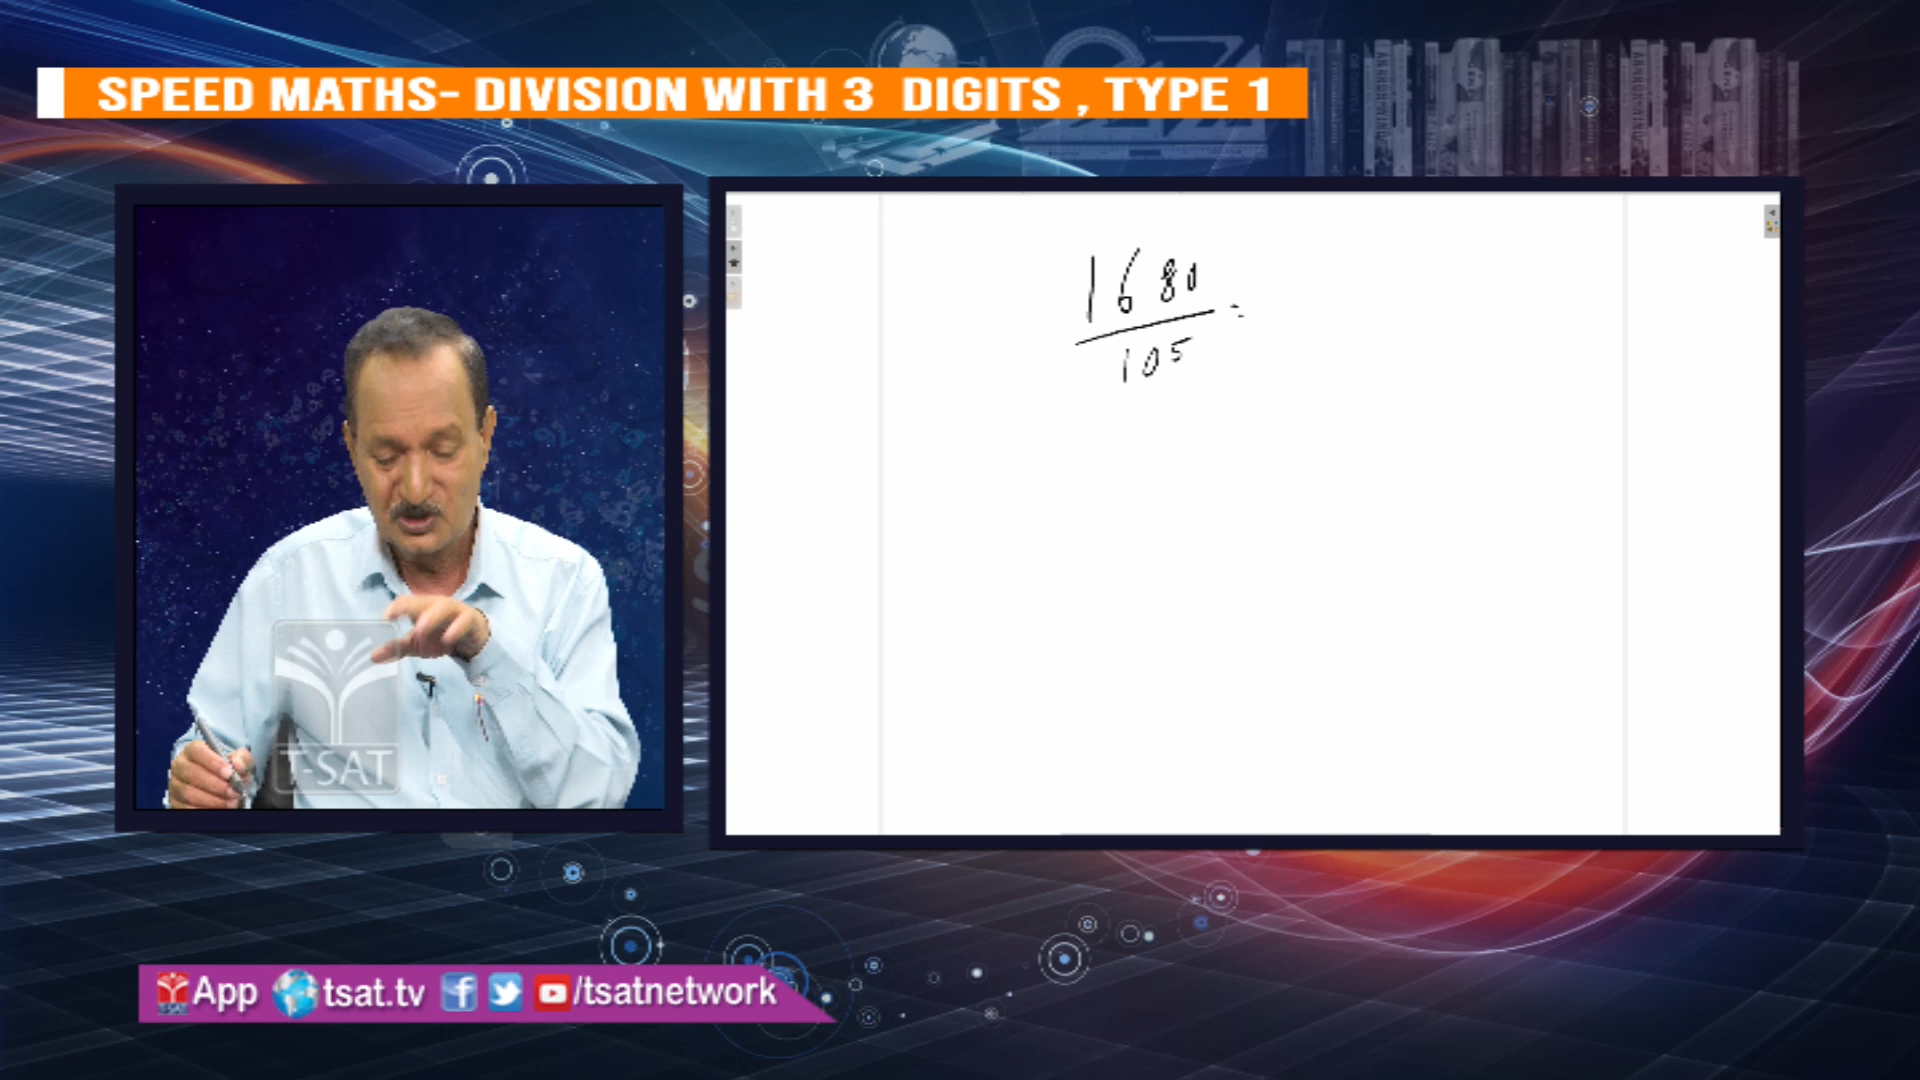 SPEED MATHS- DIVISION WITH 3 DIGITS , TYPE 1
1680
105
=
T-SAT
App tsat.tv /tsatnetwork